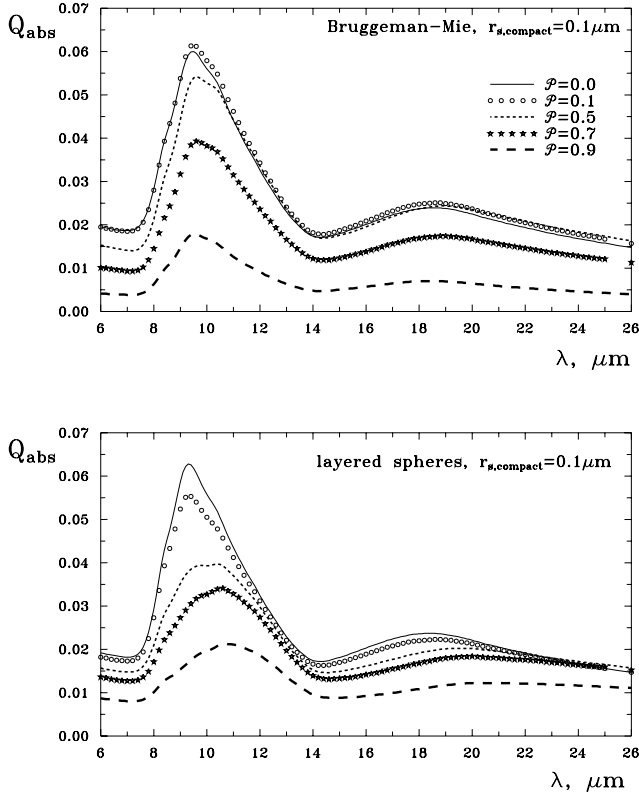 Q_abs
Bruggeman-Mie, r_s,compact=0.1μm
0.07
0.06
0.05
0.04
0.03
0.02
0.01
0.00
𝒫=0.0
𝒫=0.1
𝒫=0.5
𝒫=0.7
𝒫=0.9
6 8 10 12 14 16 18 20 22 24 26
λ, μm
Q_abs
layered spheres, r_s,compact=0.1μm
0.07
0.06
0.05
0.04
0.03
0.02
0.01
0.00
6 8 10 12 14 16 18 20 22 24 26
λ, μm